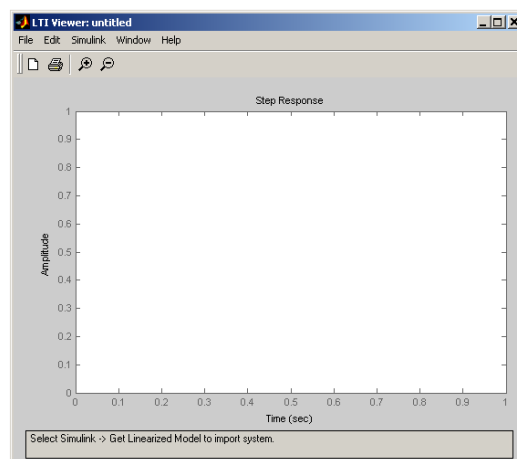 LTI Viewer: untitled
File Edit Simulink Window Help
Step Response
Amplitude
1
0.9
0.8
0.7
0.6
0.5
0.4
0.3
0.2
0.1
0
0 0.1 0.2 0.3 0.4 0.5 0.6 0.7 0.8 0.9 1
Time (sec)
Select Simulink -> Get Linearized Model to import system.